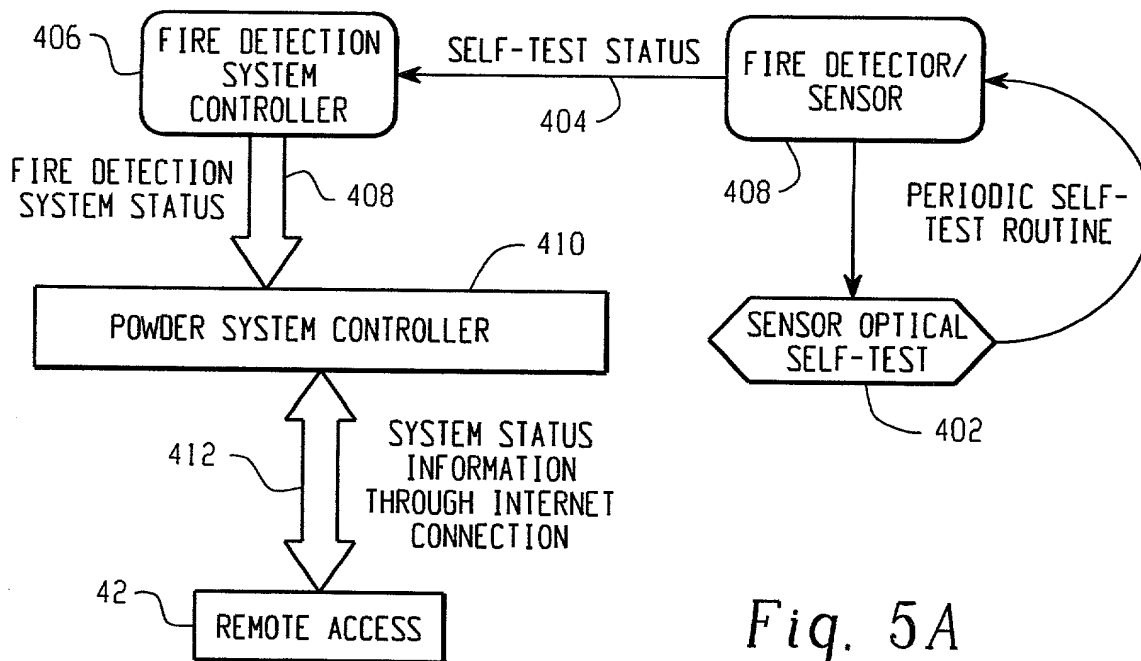 406
FIRE DETECTION
SYSTEM
CONTROLLER
SELF-TEST STATUS
404
FIRE DETECTOR/
SENSOR
408
FIRE DETECTION
SYSTEM STATUS
408
PERIODIC SELF-
TEST ROUTINE
410
POWDER SYSTEM CONTROLLER
SENSOR OPTICAL
SELF-TEST
402
412
SYSTEM STATUS
INFORMATION
THROUGH INTERNET
CONNECTION
42
REMOTE ACCESS
Fig. 5A